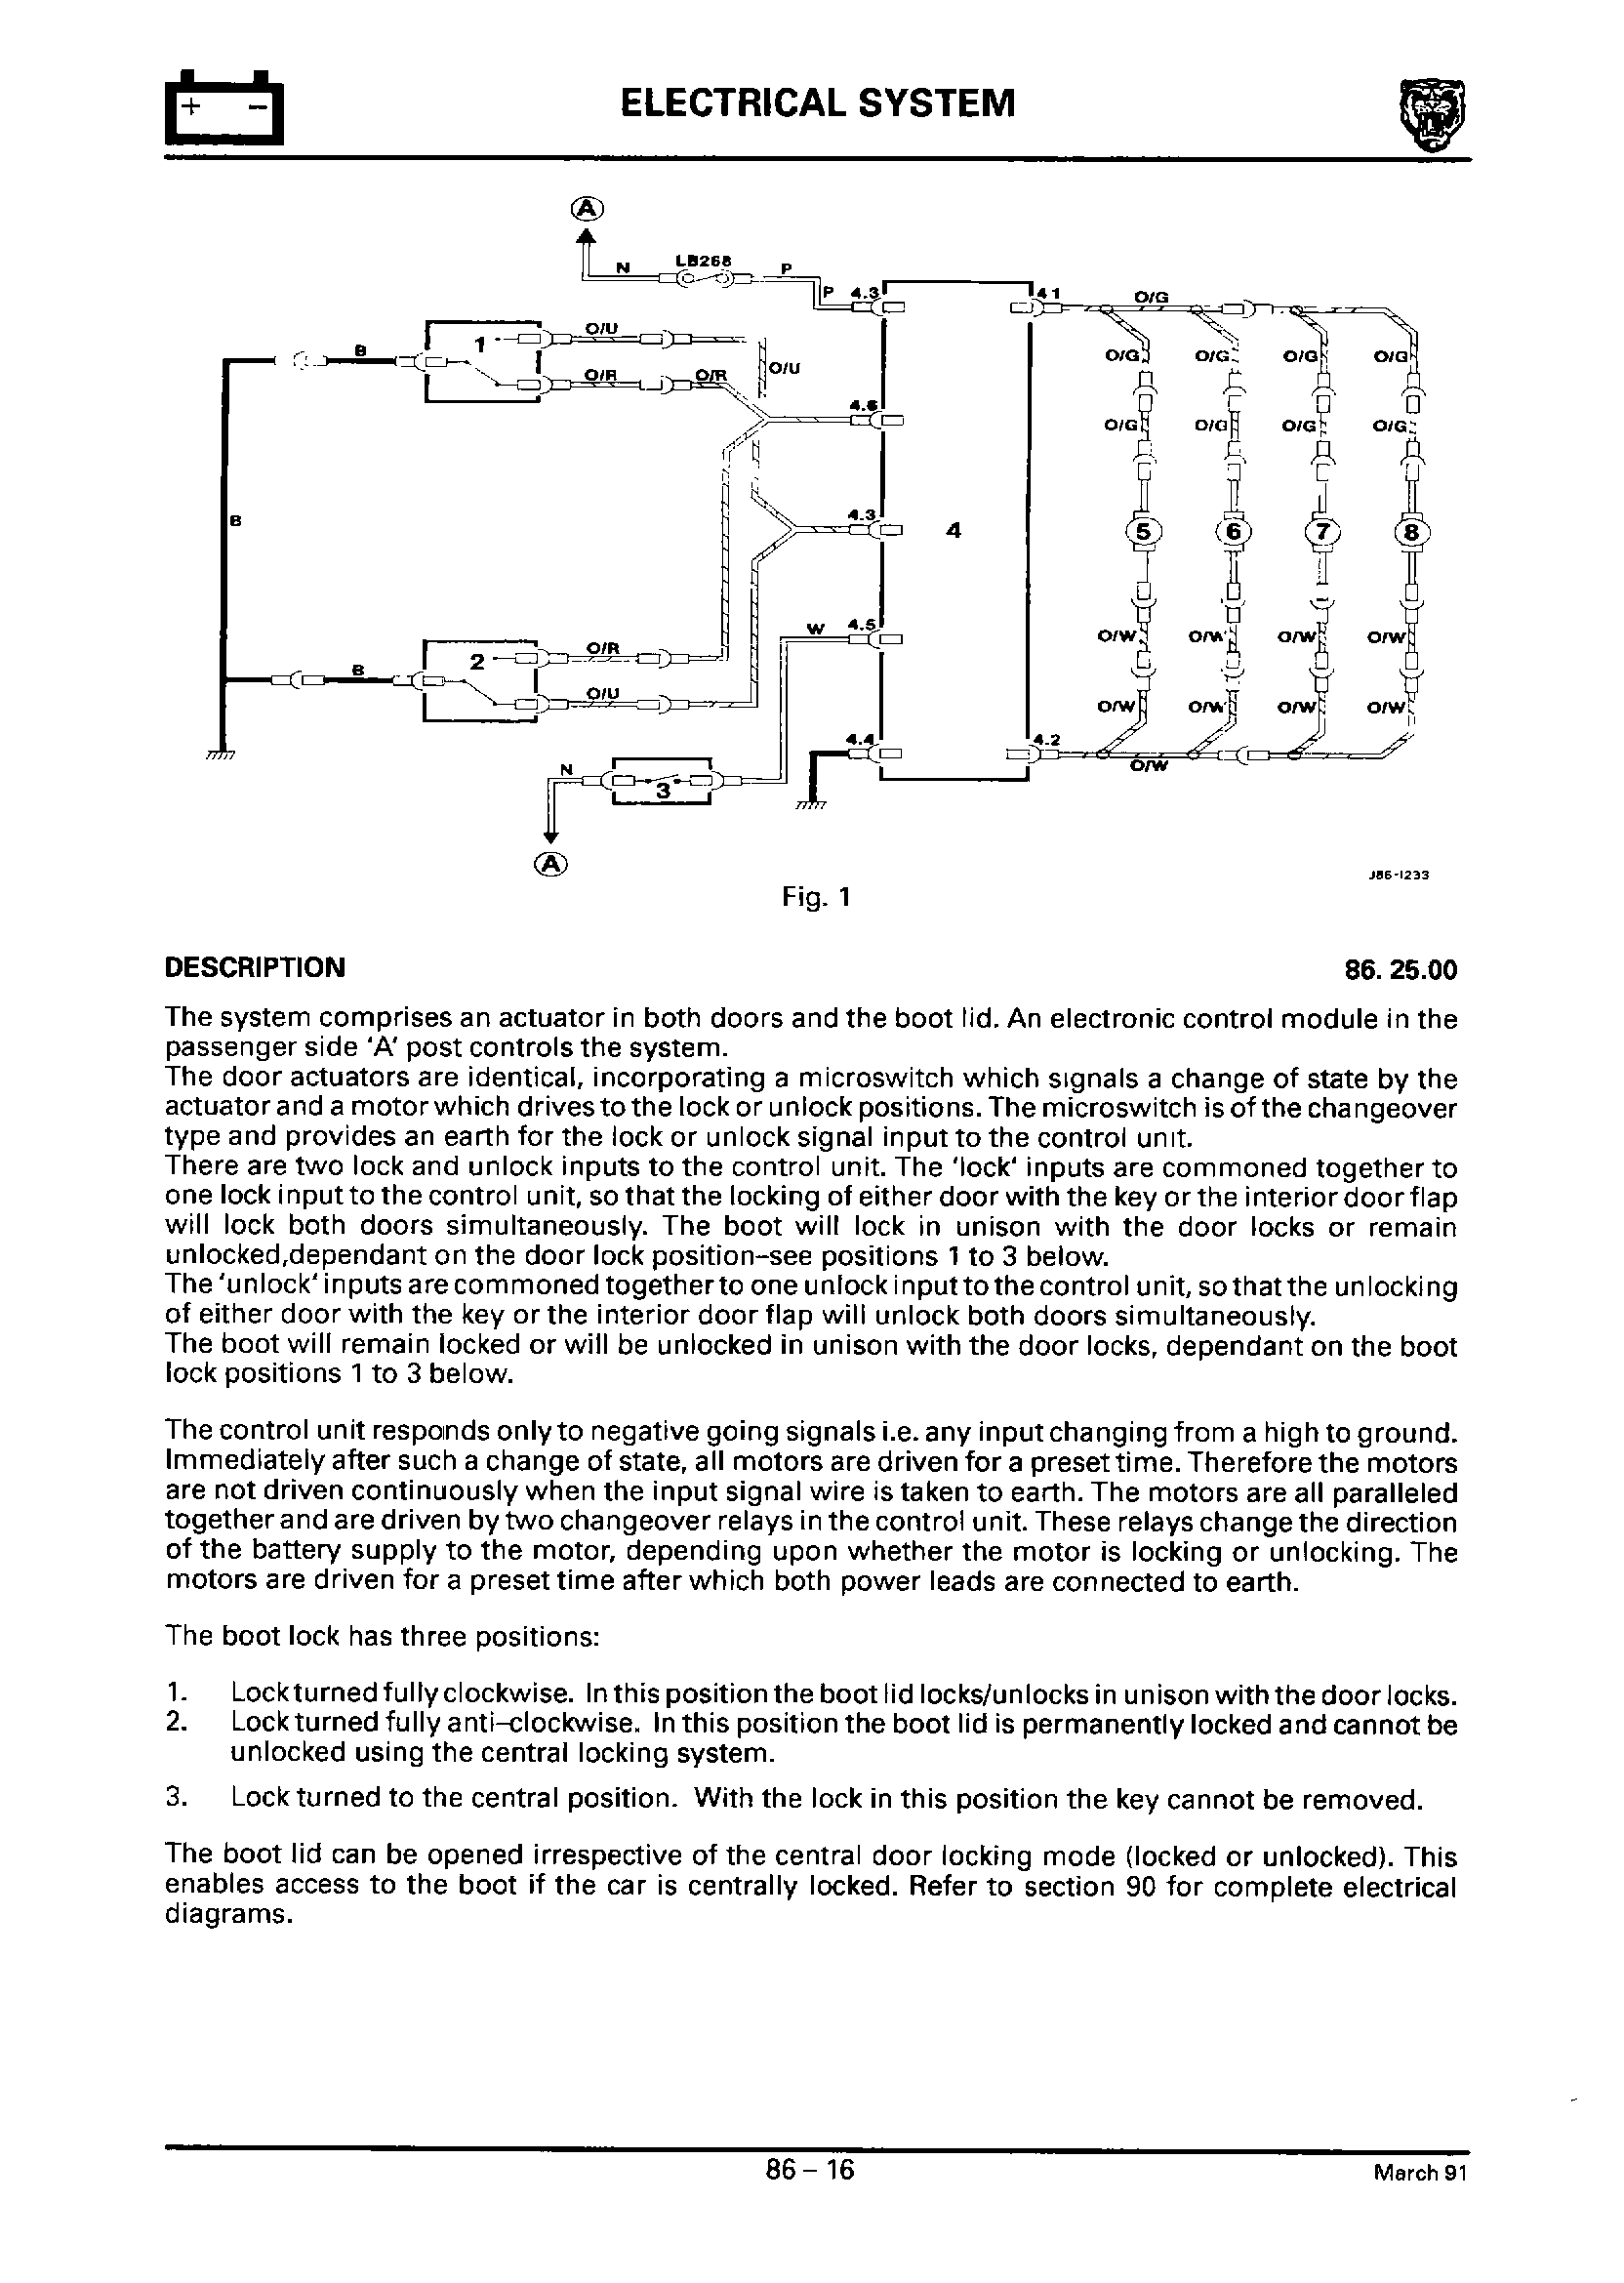 + −
ELECTRICAL SYSTEM
A
N LB268 P
P 4.3 4 1 O/G
1 O/U
B O/R O/R O/U
O/G O/G O/G O/G
4.6
O/G O/G O/G O/G
B 4.3 4 5 6 7 8
W 4.5
O/W O/W O/W O/W
2 O/R
B O/U
O/W O/W O/W O/W
4.4 4.2
O/W
N 3
A
J86-1233
Fig. 1
DESCRIPTION 86. 25.00
The system comprises an actuator in both doors and the boot lid. An electronic control module in the
passenger side 'A' post controls the system.
The door actuators are identical, incorporating a microswitch which signals a change of state by the
actuator and a motor which drives to the lock or unlock positions. The microswitch is of the changeover
type and provides an earth for the lock or unlock signal input to the control unit.
There are two lock and unlock inputs to the control unit. The 'lock' inputs are commoned together to
one lock input to the control unit, so that the locking of either door with the key or the interior door flap
will lock both doors simultaneously. The boot will lock in unison with the door locks or remain
unlocked,dependant on the door lock position–see positions 1 to 3 below.
The 'unlock' inputs are commoned together to one unlock input to the control unit, so that the unlocking
of either door with the key or the interior door flap will unlock both doors simultaneously.
The boot will remain locked or will be unlocked in unison with the door locks, dependant on the boot
lock positions 1 to 3 below.
The control unit responds only to negative going signals i.e. any input changing from a high to ground.
Immediately after such a change of state, all motors are driven for a preset time. Therefore the motors
are not driven continuously when the input signal wire is taken to earth. The motors are all paralleled
together and are driven by two changeover relays in the control unit. These relays change the direction
of the battery supply to the motor, depending upon whether the motor is locking or unlocking. The
motors are driven for a preset time after which both power leads are connected to earth.
The boot lock has three positions:
1. Lock turned fully clockwise. In this position the boot lid locks/unlocks in unison with the door locks.
2. Lock turned fully anti–clockwise. In this position the boot lid is permanently locked and cannot be
unlocked using the central locking system.
3. Lock turned to the central position. With the lock in this position the key cannot be removed.
The boot lid can be opened irrespective of the central door locking mode (locked or unlocked). This
enables access to the boot if the car is centrally locked. Refer to section 90 for complete electrical
diagrams.
86 – 16
March 91